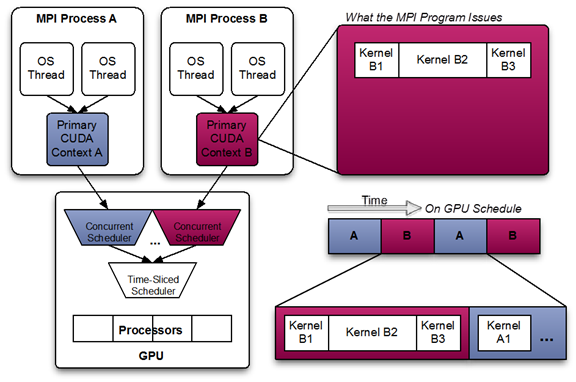 MPI Process A
OS
Thread
OS
Thread
Primary
CUDA
Context A
MPI Process B
OS
Thread
OS
Thread
Primary
CUDA
Context B
What the MPI Program Issues
Kernel
B1
Kernel B2
Kernel
B3
Concurrent
Scheduler
...
Concurrent
Scheduler
Time-Sliced
Scheduler
Processors
GPU
Time
On GPU Schedule
A
B
A
B
Kernel
B1
Kernel B2
Kernel
B3
Kernel
A1
...